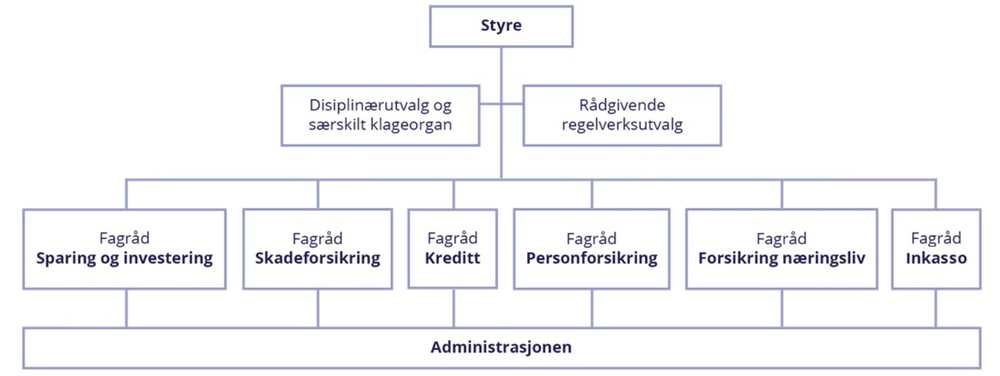 Styre
Disiplinærutvalg og
særskilt klageorgan
Rådgivende
regelverksutvalg
Fagråd
Sparing og investering
Fagråd
Skadeforsikring
Fagråd
Kreditt
Fagråd
Personforsikring
Fagråd
Forsikring næringsliv
Fagråd
Inkasso
Administrasjonen